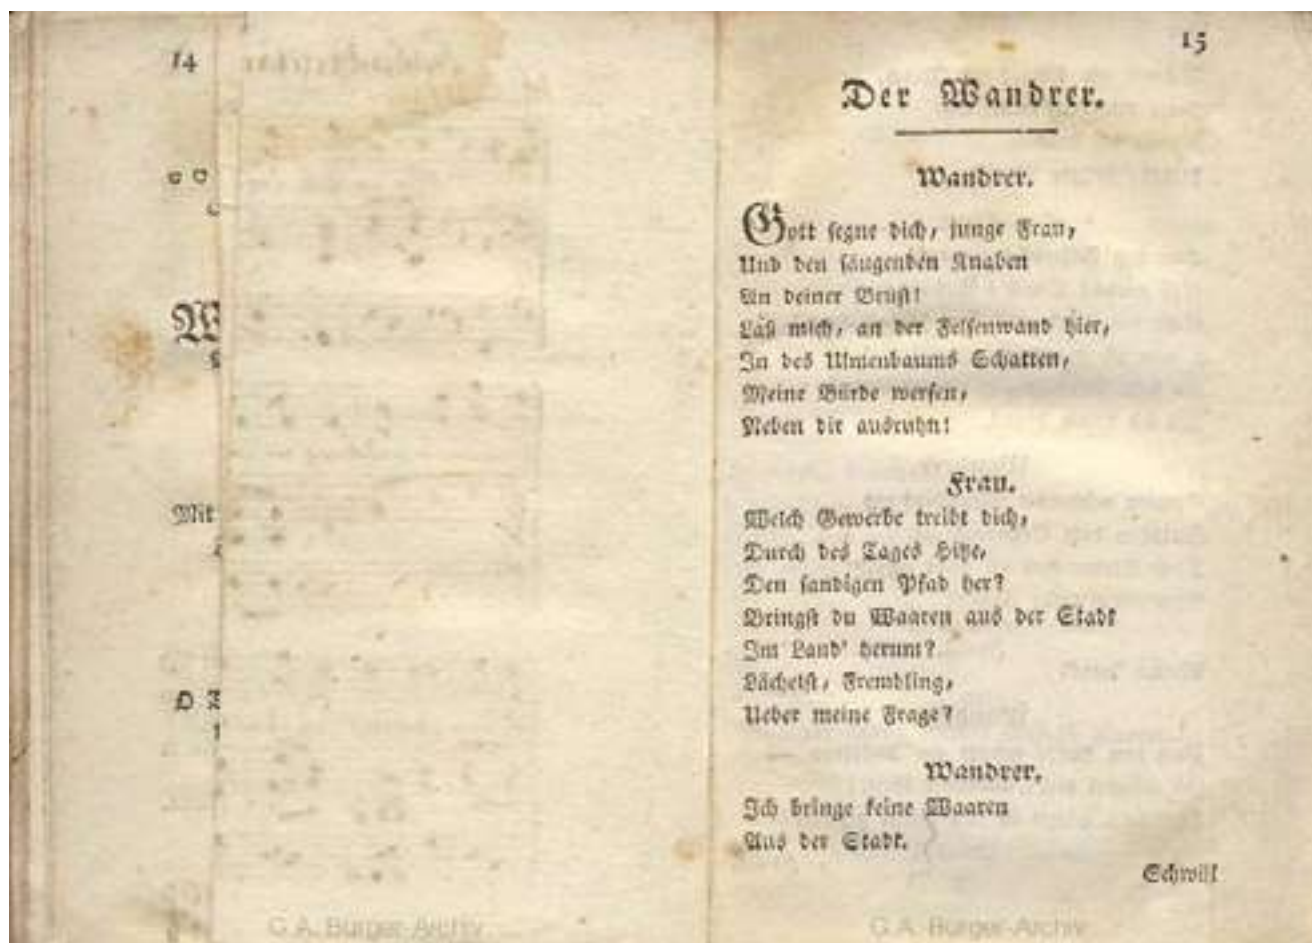 14
W
Mit
15
Der Wandrer.
Wandrer.
Gott segne dich, junge Frau,
Und den säugenden Knaben
An deiner Brust!
Laß mich, an der Felsenwand hier,
In des Ulmenbaums Schatten,
Meine Bürde werfen,
Neben dir ausruhn!
Frau.
Welch Gewerbe treibt dich,
Durch des Tages Hitze,
Den sandigen Pfad her?
Bringst du Waaren aus der Stadt
Im Land' herum?
Lächelst, Fremdling,
Ueber meine Frage?
Wandrer.
Ich bringe keine Waaren
Aus der Stadt.
Schwül
G.A. Bürger-Archiv
G.A. Bürger-Archiv